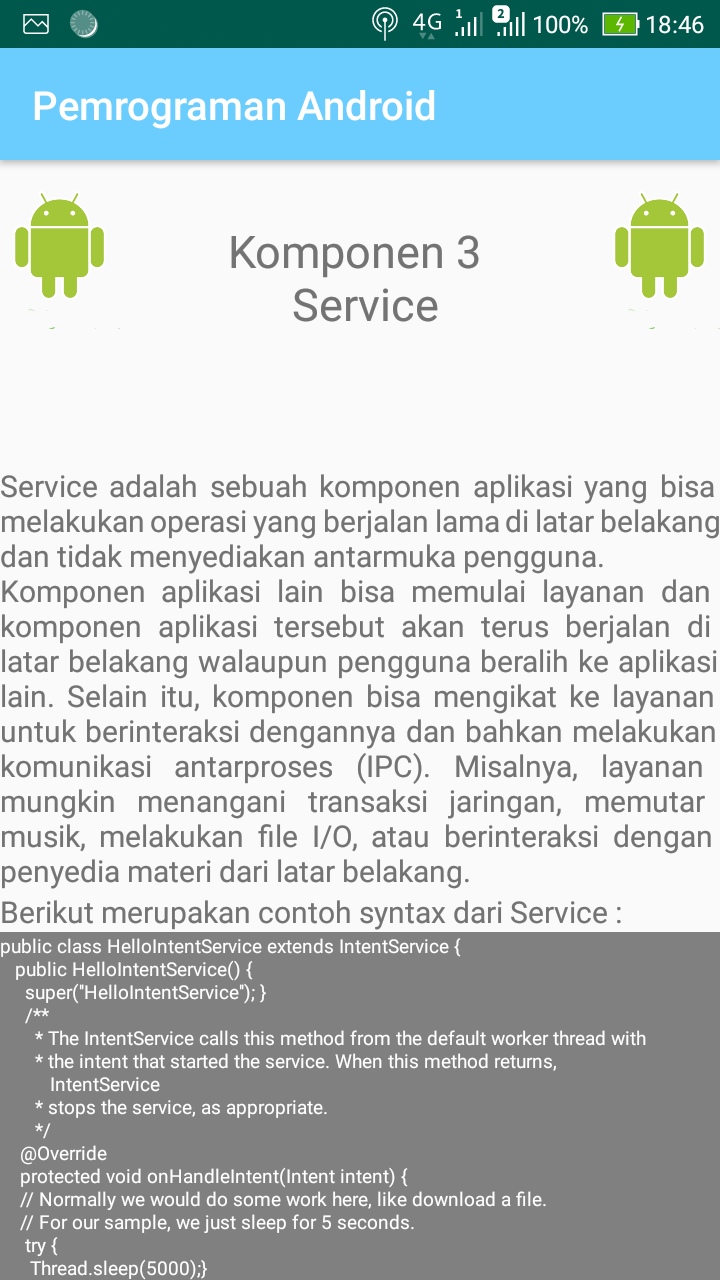 4G 1 2 100% 18:46
Pemrograman Android
Komponen 3
Service
Service adalah sebuah komponen aplikasi yang bisa
melakukan operasi yang berjalan lama di latar belakang
dan tidak menyediakan antarmuka pengguna.
Komponen aplikasi lain bisa memulai layanan dan
komponen aplikasi tersebut akan terus berjalan di
latar belakang walaupun pengguna beralih ke aplikasi
lain. Selain itu, komponen bisa mengikat ke layanan
untuk berinteraksi dengannya dan bahkan melakukan
komunikasi antarproses (IPC). Misalnya, layanan
mungkin menangani transaksi jaringan, memutar
musik, melakukan file I/O, atau berinteraksi dengan
penyedia materi dari latar belakang.
Berikut merupakan contoh syntax dari Service :
public class HelloIntentService extends IntentService {
public HelloIntentService() {
super("HelloIntentService"); }
/**
* The IntentService calls this method from the default worker thread with
* the intent that started the service. When this method returns,
IntentService
* stops the service, as appropriate.
*/
@Override
protected void onHandleIntent(Intent intent) {
// Normally we would do some work here, like download a file.
// For our sample, we just sleep for 5 seconds.
try {
Thread.sleep(5000);}